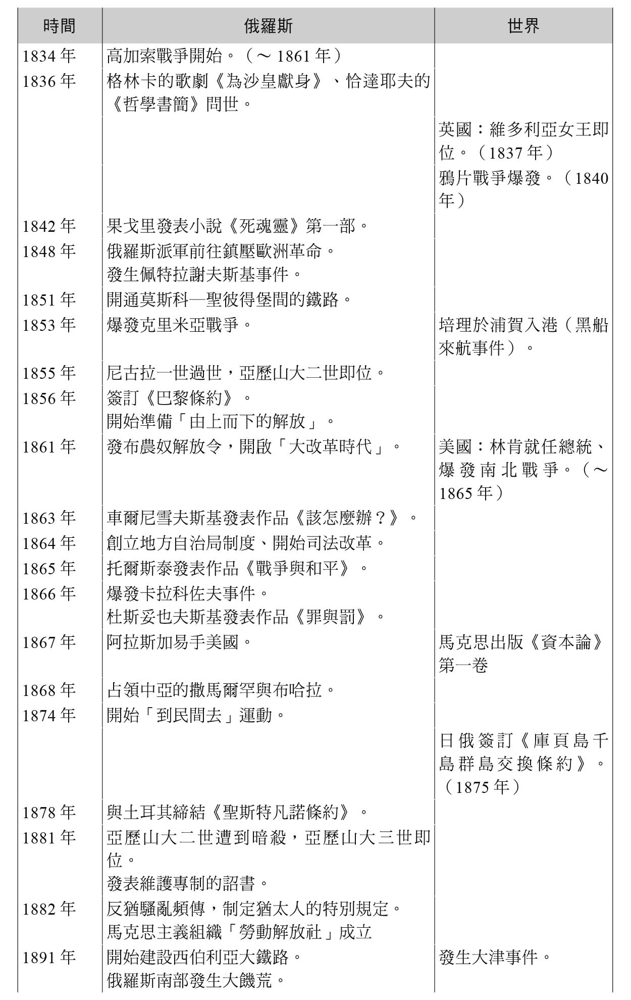 時間 俄羅斯 世界
1834 年 高加索戰爭開始。（～ 1861 年）
1836 年 格林卡的歌劇《為沙皇獻身》、恰達耶夫的
《哲學書簡》問世。
英國：維多利亞女王即
位。（1837 年）
鴉片戰爭爆發。（1840
年）
1842 年 果戈里發表小說《死魂靈》第一部。
1848 年 俄羅斯派軍前往鎮壓歐洲革命。
發生佩特拉謝夫斯基事件。
1851 年 開通莫斯科─聖彼得堡間的鐵路。
1853 年 爆發克里米亞戰爭。 培理於浦賀入港（黑船
來航事件）。
1855 年 尼古拉一世過世，亞歷山大二世即位。
1856 年 簽訂《巴黎條約》。
開始準備「由上而下的解放」。
1861 年 發布農奴解放令，開啟「大改革時代」。 美國：林肯就任總統、
爆發南北戰爭。（～
1865 年）
1863 年 車爾尼雪夫斯基發表作品《該怎麼辦？》。
1864 年 創立地方自治局制度、開始司法改革。
1865 年 托爾斯泰發表作品《戰爭與和平》。
1866 年 爆發卡拉科佐夫事件。
杜斯妥也夫斯基發表作品《罪與罰》。
1867 年 阿拉斯加易手美國。 馬克思出版《資本論》
第一卷
1868 年 占領中亞的撒馬爾罕與布哈拉。
1874 年 開始「到民間去」運動。
日俄簽訂《庫頁島千
島群島交換條約》。
（1875 年）
1878 年 與土耳其締結《聖斯特凡諾條約》。
1881 年 亞歷山大二世遭到暗殺，亞歷山大三世即
位。
發表維護專制的詔書。
1882 年 反猶騷亂頻傳，制定猶太人的特別規定。
馬克思主義組織「勞動解放社」成立
1891 年 開始建設西伯利亞大鐵路。 發生大津事件。
俄羅斯南部發生大饑荒。